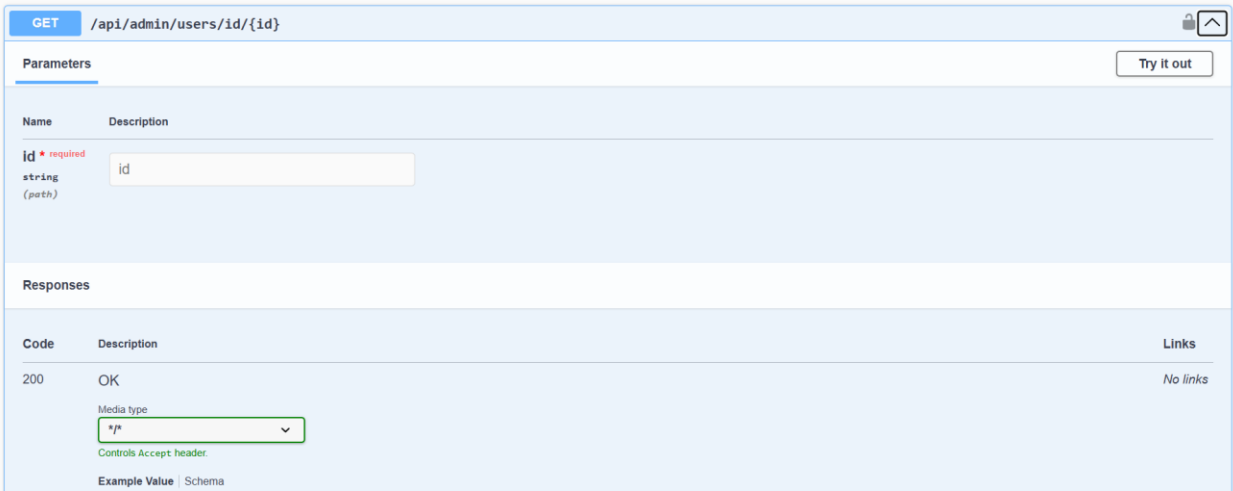 GET /api/admin/users/id/{id}
Parameters Try it out
Name Description
id * required
string
(path)
id
Responses
Code Description Links
200 OK No links
Media type
*/*
Controls Accept header.
Example Value Schema